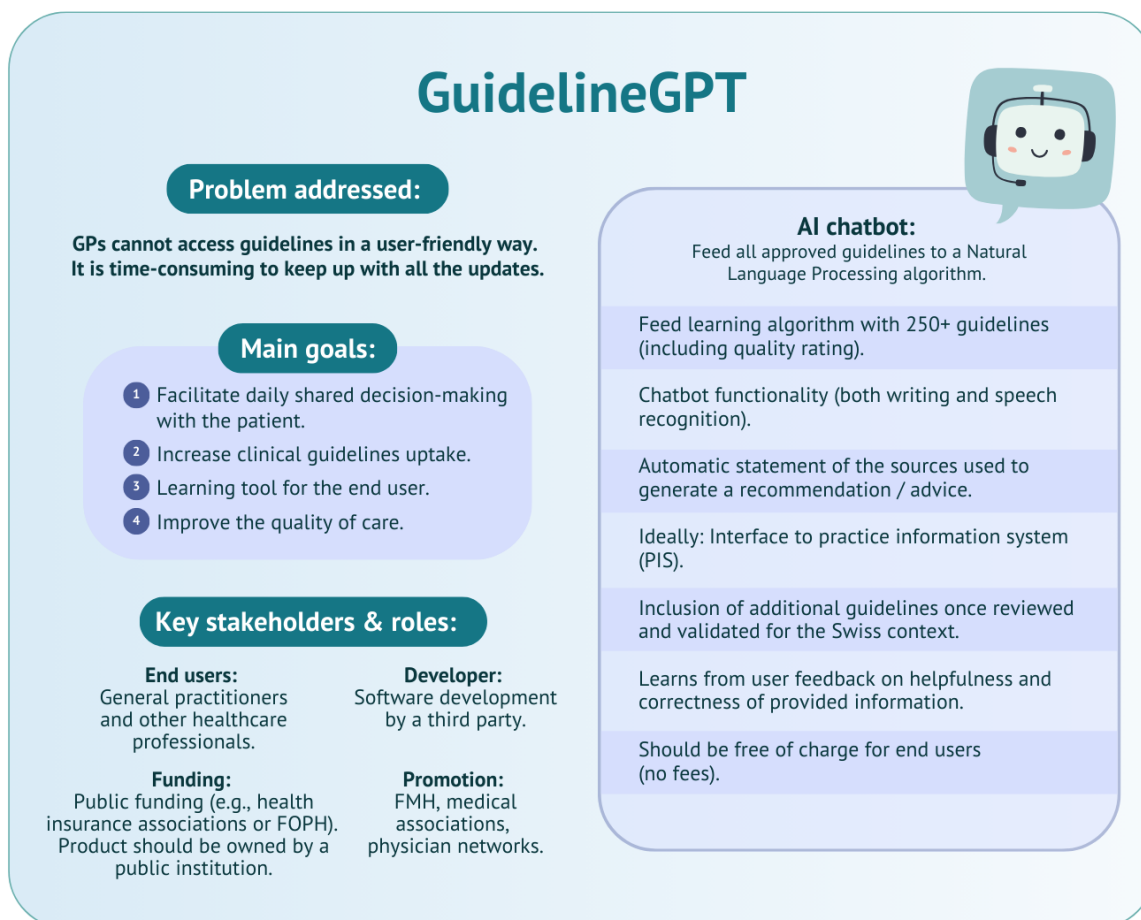 GuidelineGPT
Problem addressed:
GPs cannot access guidelines in a user-friendly way.
It is time-consuming to keep up with all the updates.
Main goals:
1 Facilitate daily shared decision-making
with the patient.
2 Increase clinical guidelines uptake.
3 Learning tool for the end user.
4 Improve the quality of care.
Key stakeholders & roles:
End users:
General practitioners
and other healthcare
professionals.
Developer:
Software development
by a third party.
Funding:
Public funding (e.g., health
insurance associations or FOPH).
Product should be owned by a
public institution.
Promotion:
FMH, medical
associations,
physician networks.
AI chatbot:
Feed all approved guidelines to a Natural
Language Processing algorithm.
Feed learning algorithm with 250+ guidelines
(including quality rating).
Chatbot functionality (both writing and speech
recognition).
Automatic statement of the sources used to
generate a recommendation / advice.
Ideally: Interface to practice information system
(PIS).
Inclusion of additional guidelines once reviewed
and validated for the Swiss context.
Learns from user feedback on helpfulness and
correctness of provided information.
Should be free of charge for end users
(no fees).